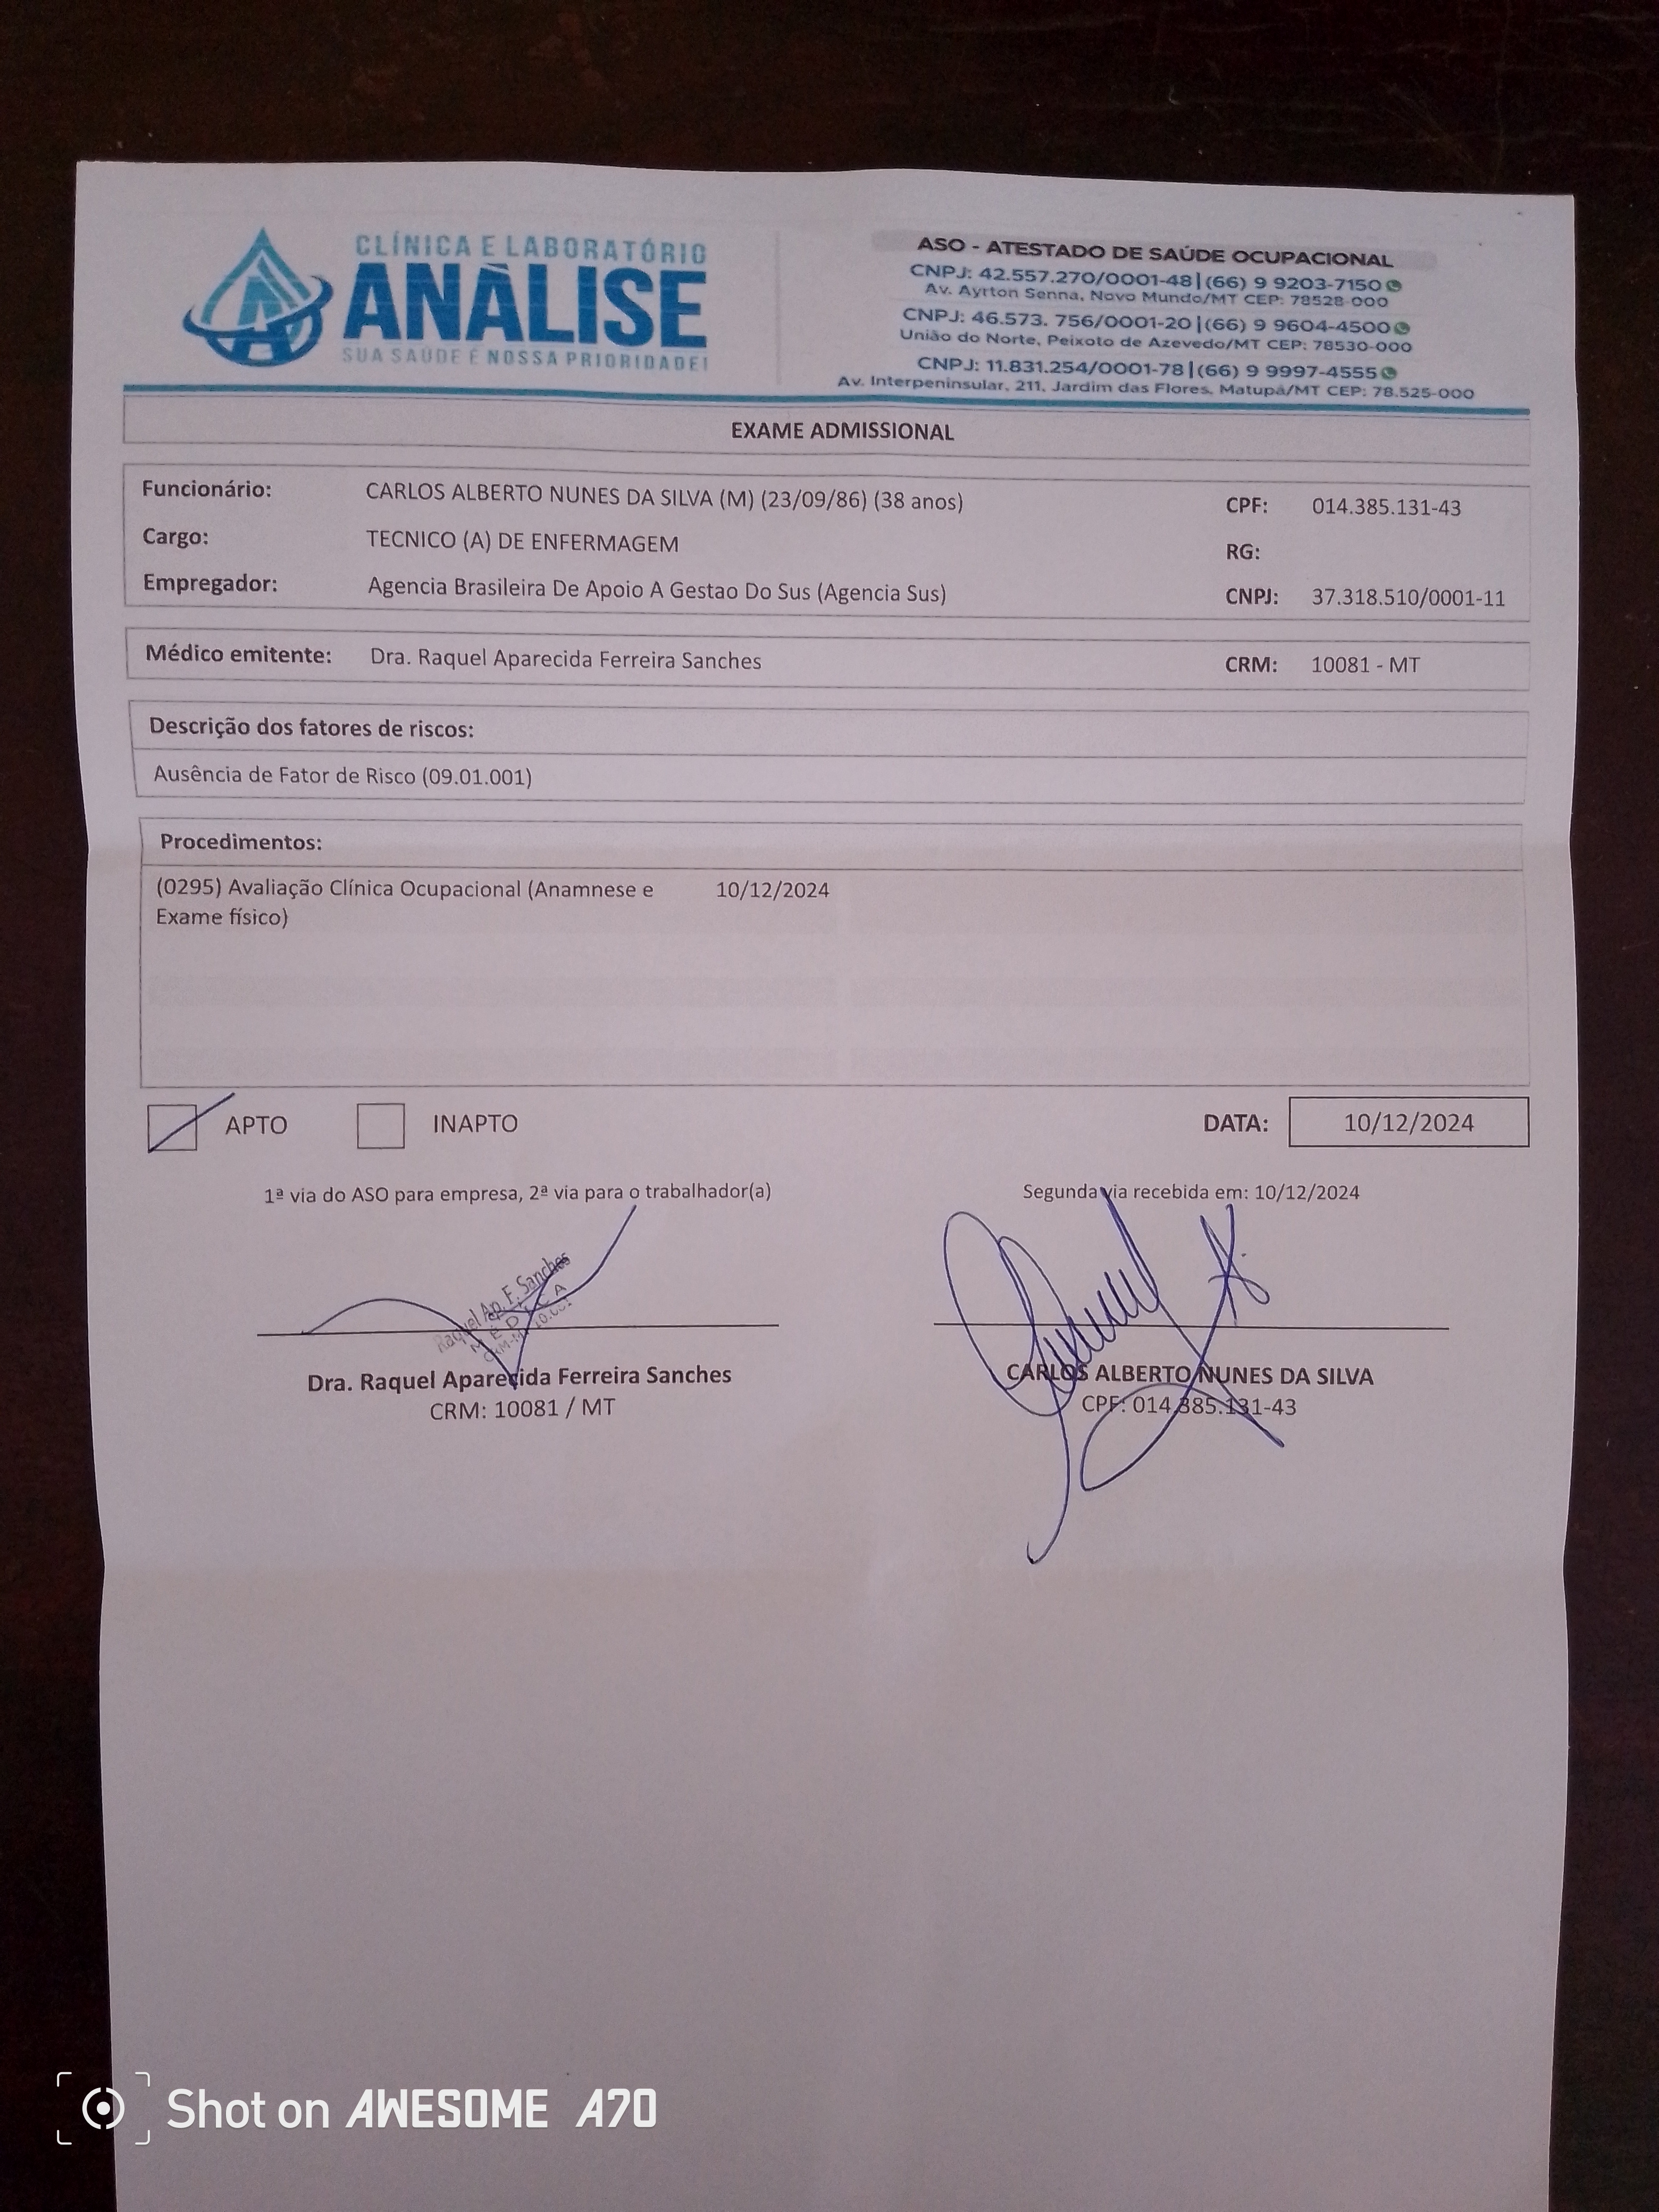 CLÍNICA E LABORATÓRIO
ANÀLISE
SUA SAÚDE É NOSSA PRIORIDADE!
ASO - ATESTADO DE SAÚDE OCUPACIONAL
CNPJ: 42.557.270/0001-48|(66) 9 9203-7150
Av. Ayrton Senna, Novo Mundo/MT CEP: 78528-000
CNPJ: 46.573. 756/0001-20|(66) 9 9604-4500
União do Norte, Peixoto de Azevedo/MT CEP: 78530-000
CNPJ: 11.831.254/0001-78|(66) 9 9997-4555
Av. Interpeninsular, 211, Jardim das Flores, Matupá/MT CEP: 78.525-000
EXAME ADMISSIONAL
Funcionário: CARLOS ALBERTO NUNES DA SILVA (M) (23/09/86) (38 anos) CPF: 014.385.131-43
Cargo: TECNICO (A) DE ENFERMAGEM RG:
Empregador: Agencia Brasileira De Apoio A Gestao Do Sus (Agencia Sus) CNPJ: 37.318.510/0001-11
Médico emitente: Dra. Raquel Aparecida Ferreira Sanches CRM: 10081 - MT
Descrição dos fatores de riscos:
Ausência de Fator de Risco (09.01.001)
Procedimentos:
(0295) Avaliação Clínica Ocupacional (Anamnese e 10/12/2024
Exame físico)
APTO INAPTO DATA: 10/12/2024
1ª via do ASO para empresa, 2ª via para o trabalhador(a)
Segunda via recebida em: 10/12/2024
Raquel Ap. F. Sanches
MÉDICA
CRM-MT 10.081
Dra. Raquel Aparecida Ferreira Sanches
CRM: 10081 / MT
CARLOS ALBERTO NUNES DA SILVA
CPF: 014.385.131-43
Shot on AWESOME A70